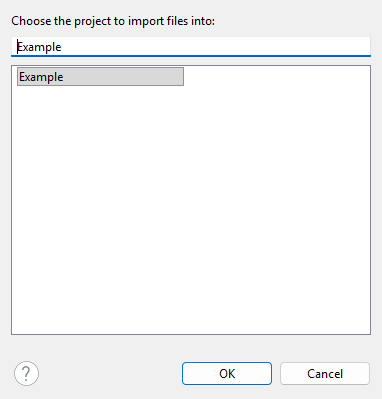 Choose the project to import files into:
Example
Example
?
OK
Cancel